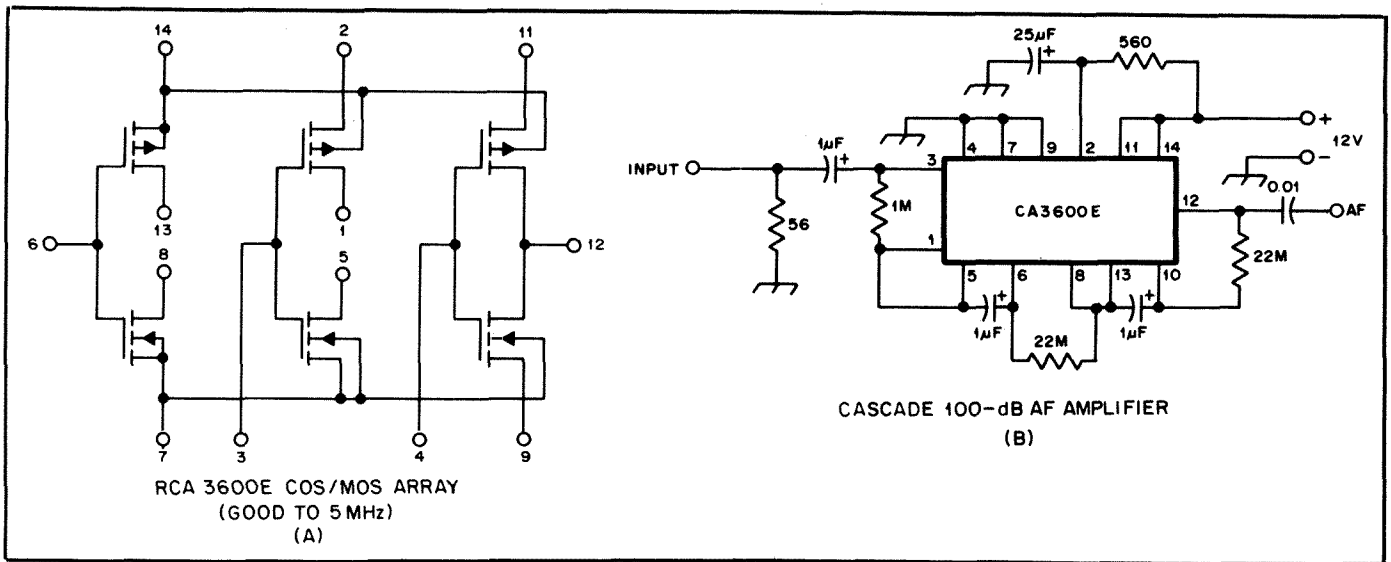 14
2
11
13
1
6
12
8
5
7
3
4
9
RCA 3600E COS/MOS ARRAY
(GOOD TO 5 MHz)
(A)
25µF +
560
+
12V
-
4 7 9 2 11 14
INPUT
1µF
+
3
1M
56
CA3600E
12
0.01
AF
22M
1
5 6 8 13 10
+
1µF
22M
+
1µF
CASCADE 100-dB AF AMPLIFIER
(B)